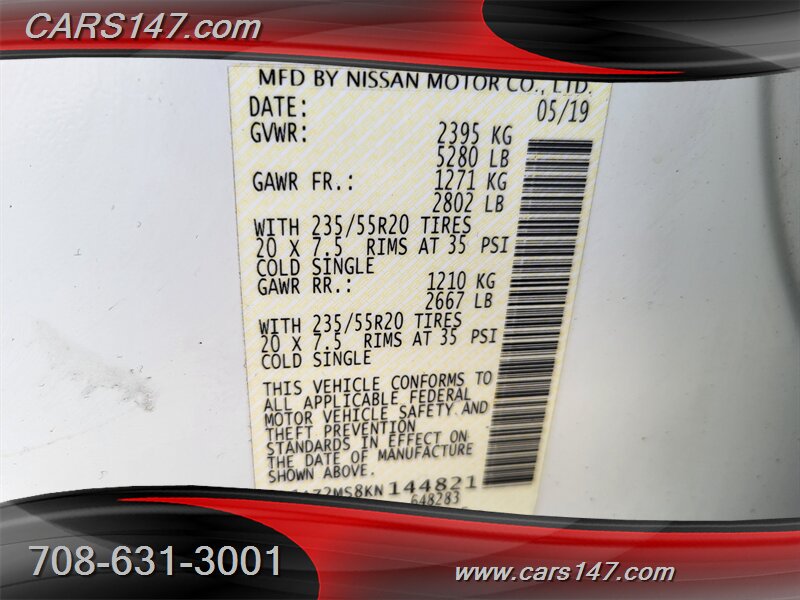 CARS147.com
MFD BY NISSAN MOTOR CO., LTD.
DATE: 05/19
GVWR: 2395 KG
5280 LB
GAWR FR.: 1271 KG
2802 LB
WITH 235/55R20 TIRES
20 X 7.5 RIMS AT 35 PSI
COLD SINGLE
GAWR RR.: 1210 KG
2667 LB
WITH 235/55R20 TIRES
20 X 7.5 RIMS AT 35 PSI
COLD SINGLE
THIS VEHICLE CONFORMS TO
ALL APPLICABLE FEDERAL
MOTOR VEHICLE SAFETY AND
THEFT PREVENTION
STANDARDS IN EFFECT ON
THE DATE OF MANUFACTURE
SHOWN ABOVE.
Z2MS8KN144821
648283
708-631-3001
www.cars147.com